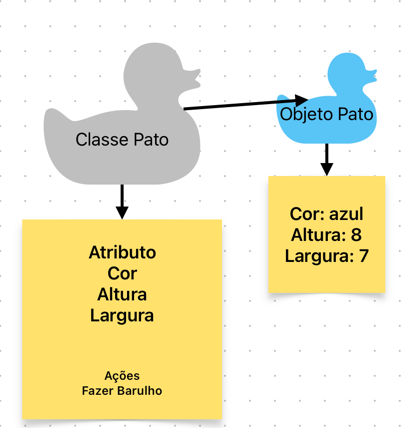 Classe Pato
Objeto Pato
Atributo
Cor
Altura
Largura
Ações
Fazer Barulho
Cor: azul
Altura: 8
Largura: 7